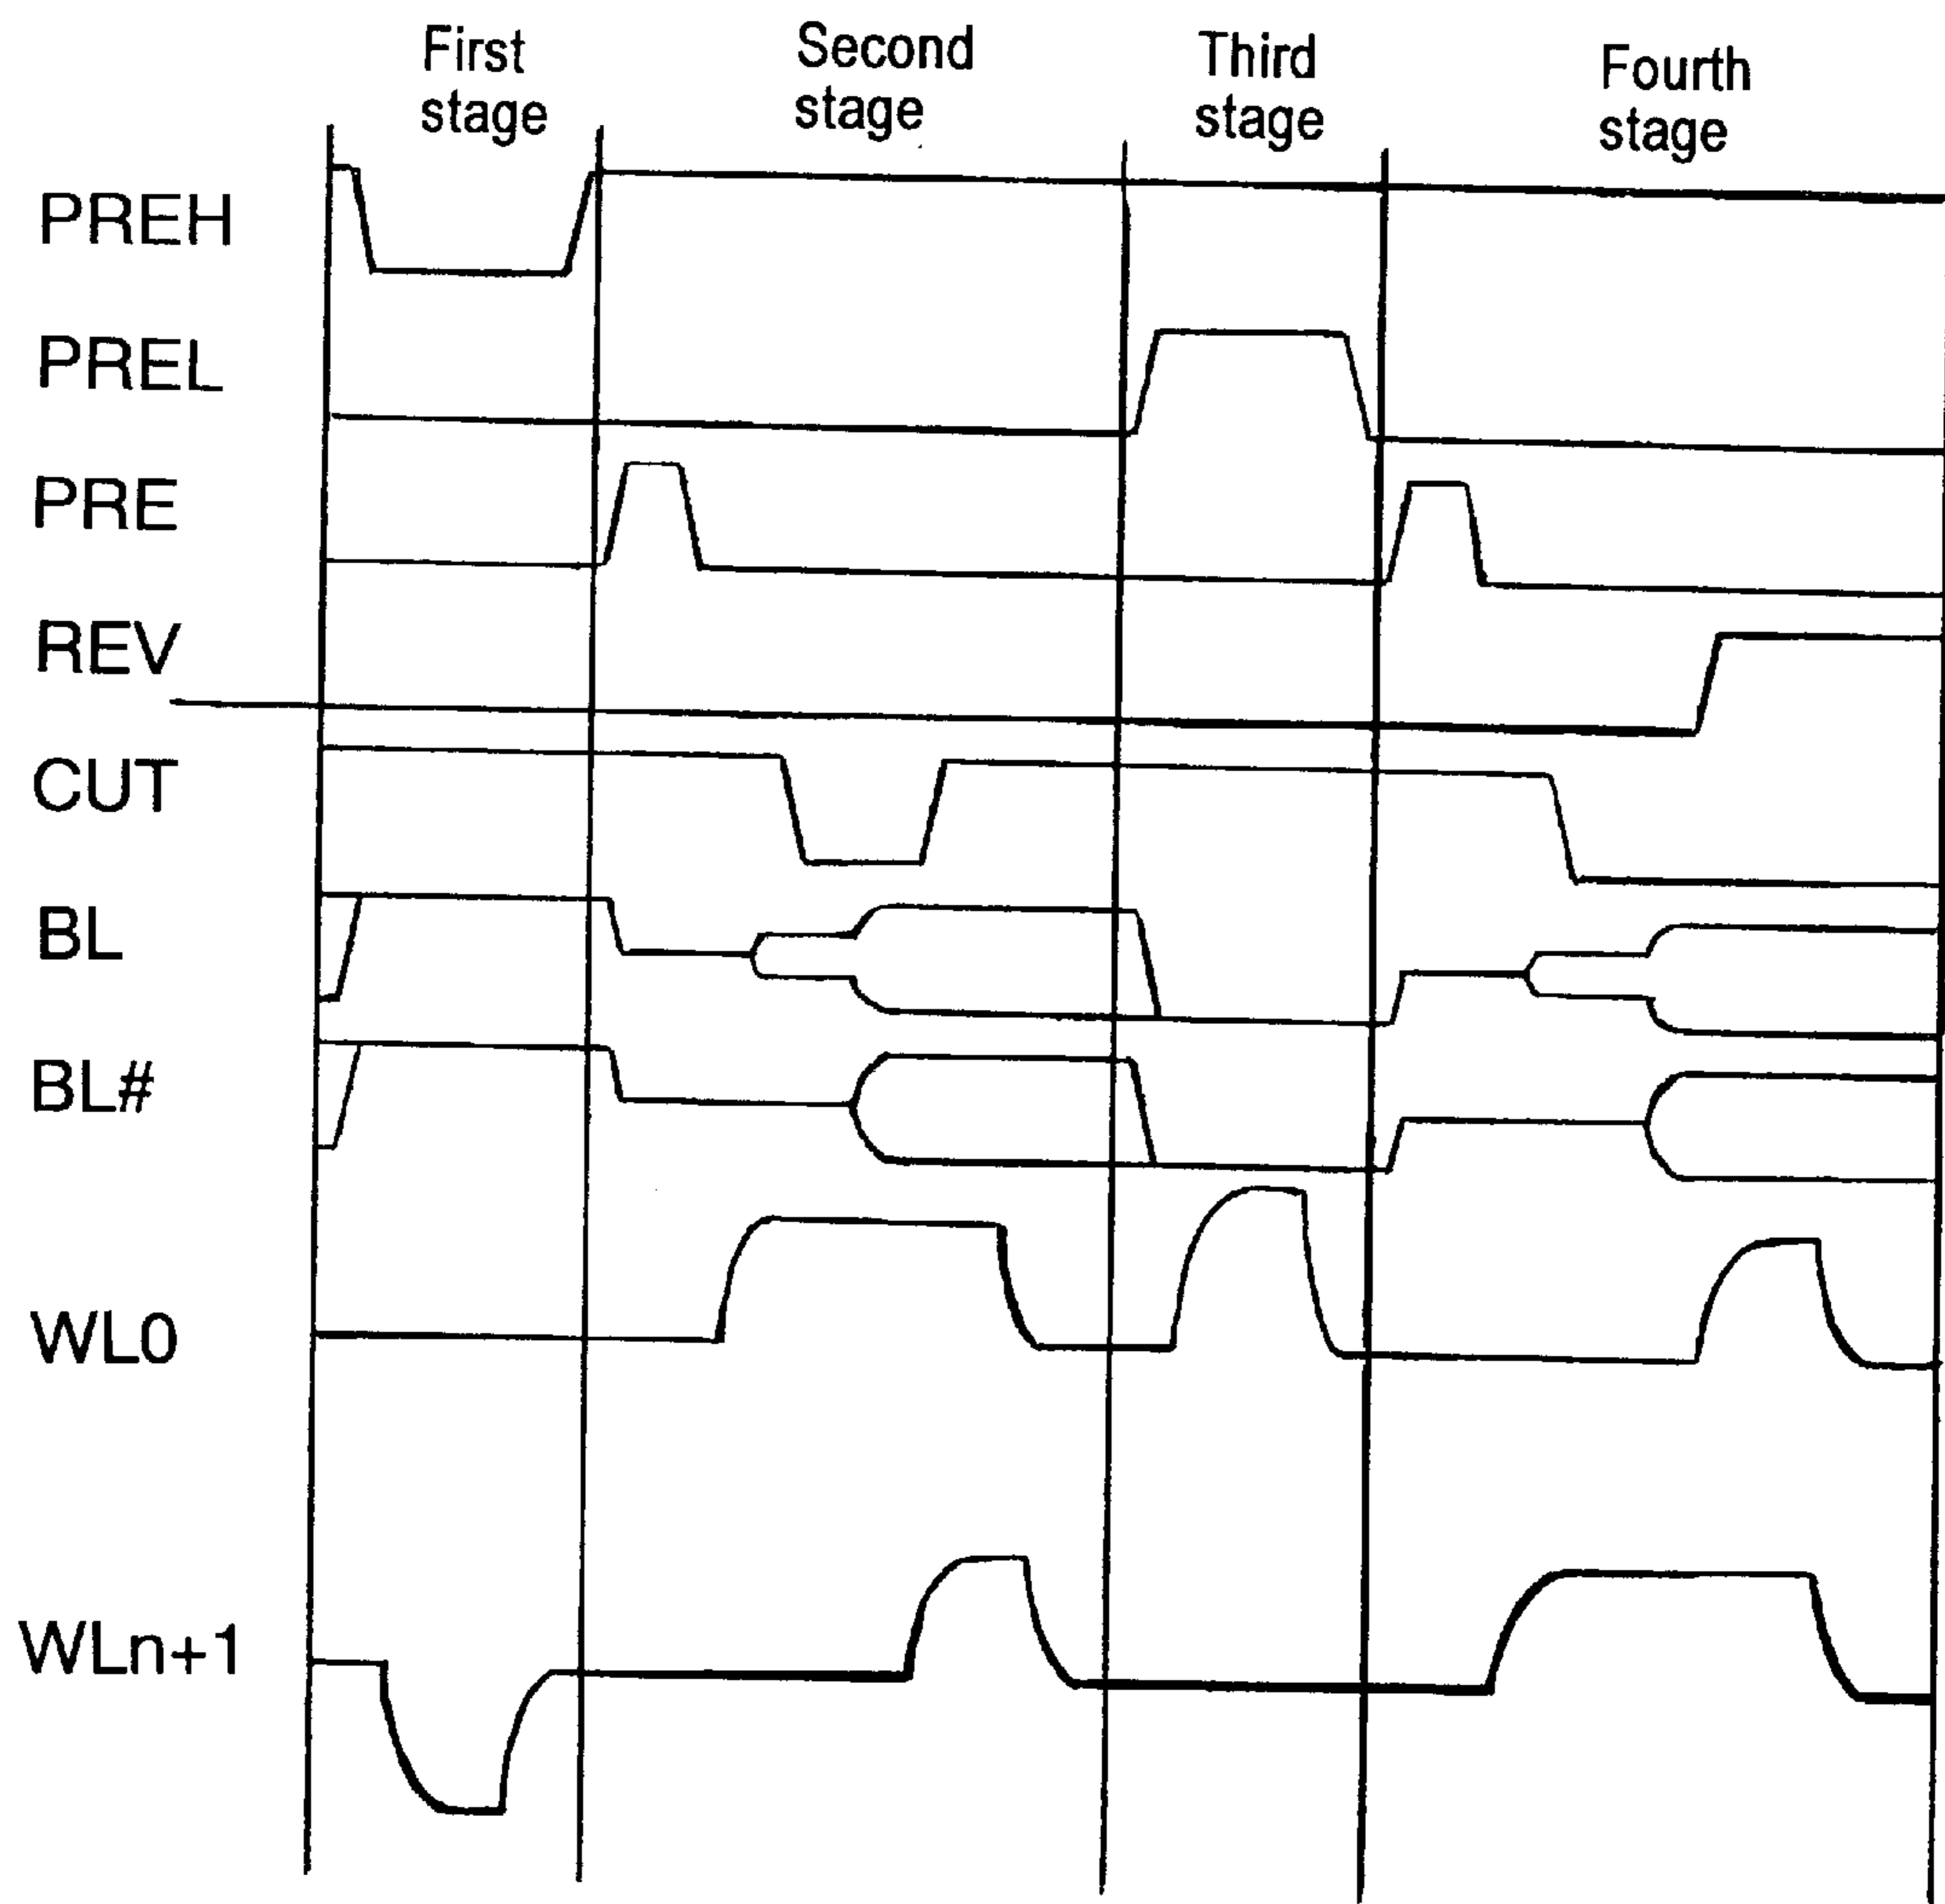 First
stage
Second
stage
Third
stage
Fourth
stage
PREH
PREL
PRE
REV
CUT
BL
BL#
WL0
WLn+1